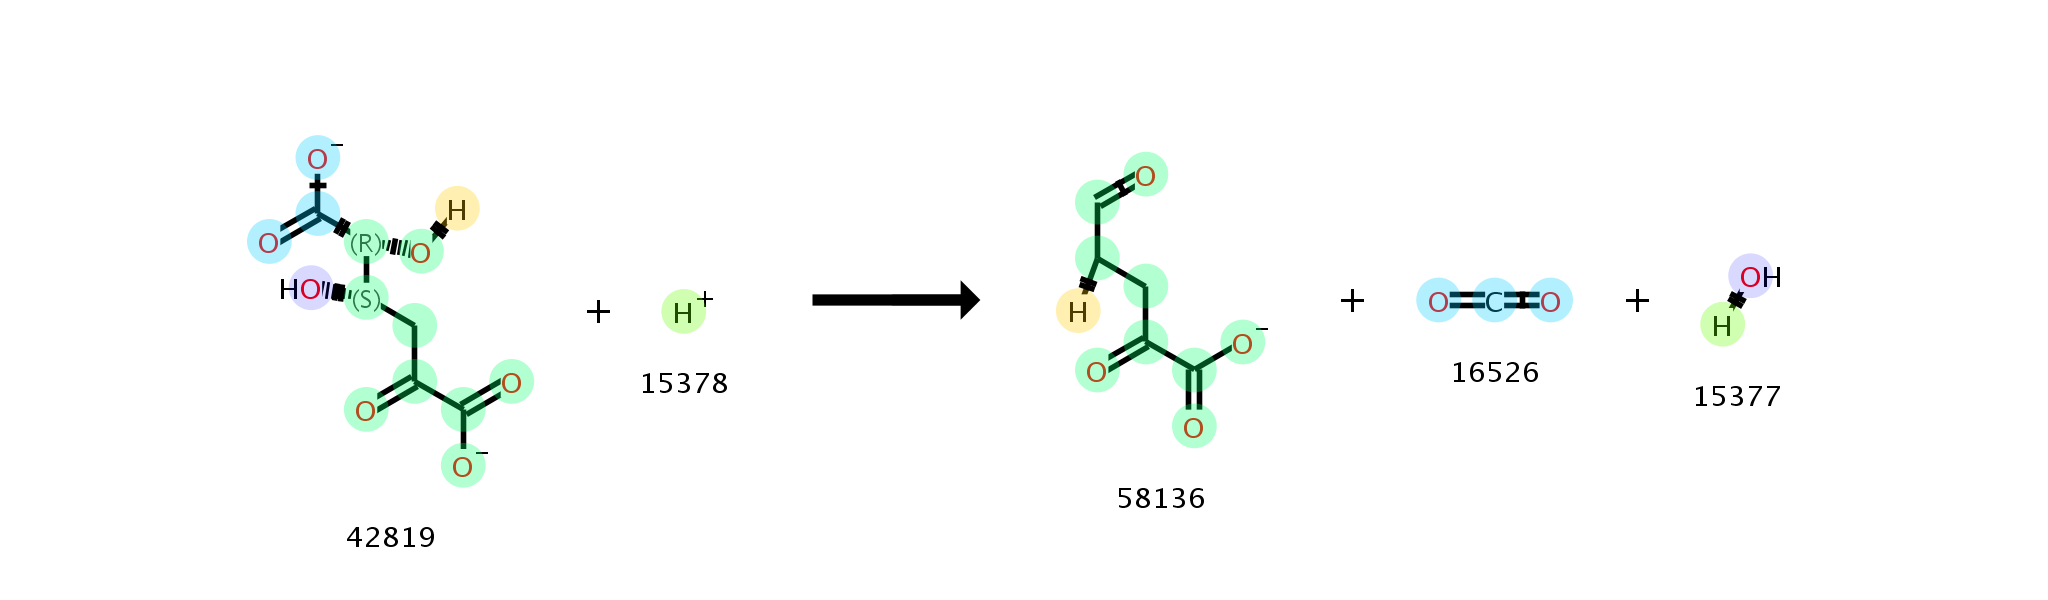 O⁻
O
(R)
O
H
HO
(S)
O
O
O⁻
42819
+
H⁺
15378
O
H
O
O⁻
O
58136
+
O C O
16526
+
OH
H
15377